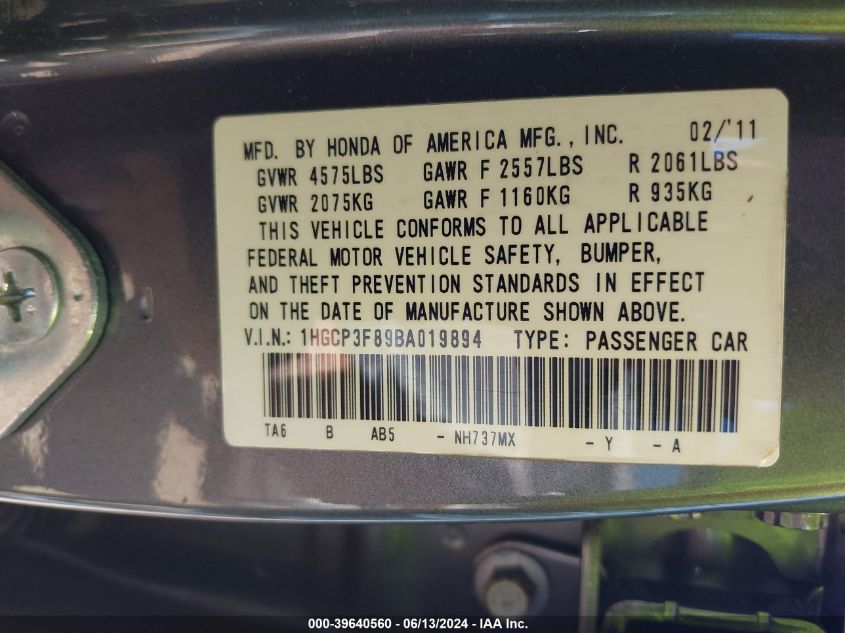 MFD. BY HONDA OF AMERICA MFG., INC. 02/'11
GVWR 4575LBS GAWR F 2557LBS R 2061LBS
GVWR 2075KG GAWR F 1160KG R 935KG
THIS VEHICLE CONFORMS TO ALL APPLICABLE
FEDERAL MOTOR VEHICLE SAFETY, BUMPER,
AND THEFT PREVENTION STANDARDS IN EFFECT
ON THE DATE OF MANUFACTURE SHOWN ABOVE.
V.I.N.: 1HGCP3F89BA019894 TYPE: PASSENGER CAR
TA6 B AB5 - NH737MX - Y - A
000-39640560 - 06/13/2024 - IAA Inc.